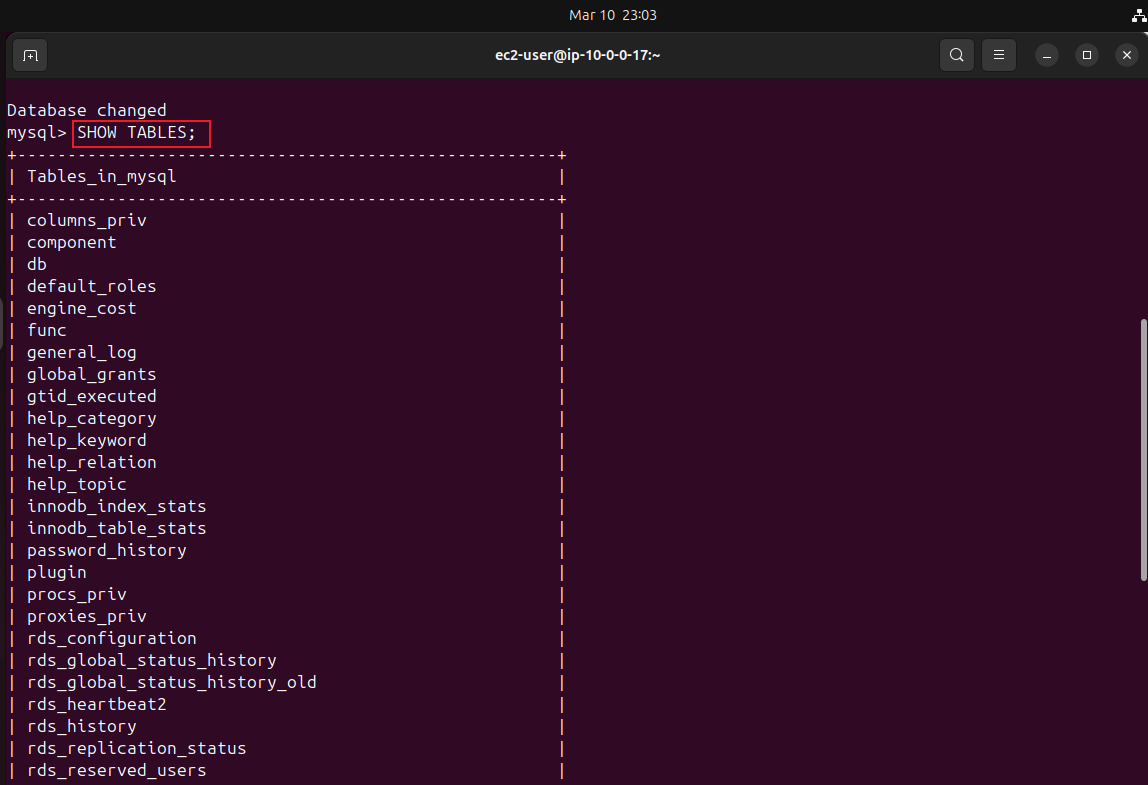 Mar 10 23:03
ec2-user@ip-10-0-0-17:~
Database changed
mysql> SHOW TABLES;
+------------------------------------------------------+
| Tables_in_mysql                                      |
+------------------------------------------------------+
| columns_priv                                         |
| component                                            |
| db                                                   |
| default_roles                                        |
| engine_cost                                          |
| func                                                 |
| general_log                                          |
| global_grants                                        |
| gtid_executed                                        |
| help_category                                        |
| help_keyword                                         |
| help_relation                                        |
| help_topic                                           |
| innodb_index_stats                                   |
| innodb_table_stats                                   |
| password_history                                     |
| plugin                                               |
| procs_priv                                           |
| proxies_priv                                         |
| rds_configuration                                    |
| rds_global_status_history                            |
| rds_global_status_history_old                        |
| rds_heartbeat2                                       |
| rds_history                                          |
| rds_replication_status                               |
| rds_reserved_users                                   |